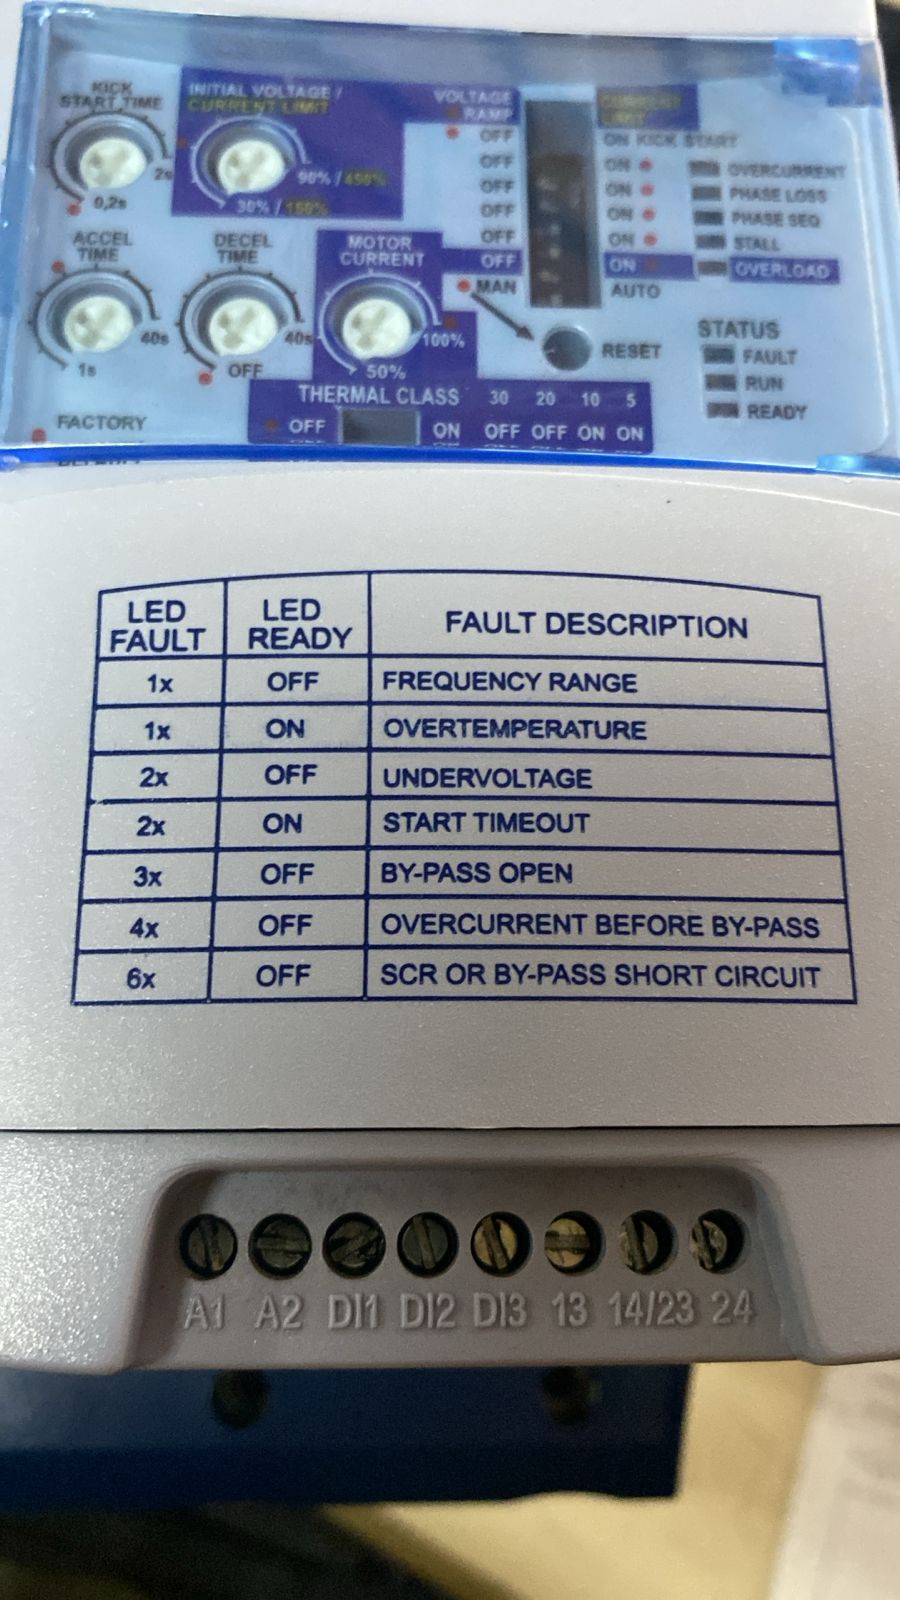 KICK
START TIME
INITIAL VOLTAGE /
CURRENT LIMIT
VOLTAGE
RAMP
CURRENT
LIMIT
OFF
ON KICK START
OFF
ON
OVERCURRENT
OFF
ON
PHASE LOSS
OFF
ON
PHASE SEQ
OFF
ON
STALL
OFF
ON
OVERLOAD
MAN
AUTO
2s
0,2s
90% / 450%
30% / 150%
ACCEL
TIME
DECEL
TIME
MOTOR
CURRENT
40s
1s
40s
OFF
100%
50%
RESET
STATUS
FAULT
RUN
READY
THERMAL CLASS 30 20 10 5
FACTORY
OFF
ON OFF OFF ON ON
LED
FAULT
LED
READY
FAULT DESCRIPTION
1x OFF FREQUENCY RANGE
1x ON OVERTEMPERATURE
2x OFF UNDERVOLTAGE
2x ON START TIMEOUT
3x OFF BY-PASS OPEN
4x OFF OVERCURRENT BEFORE BY-PASS
6x OFF SCR OR BY-PASS SHORT CIRCUIT
A1 A2 DI1 DI2 DI3 13 14/23 24